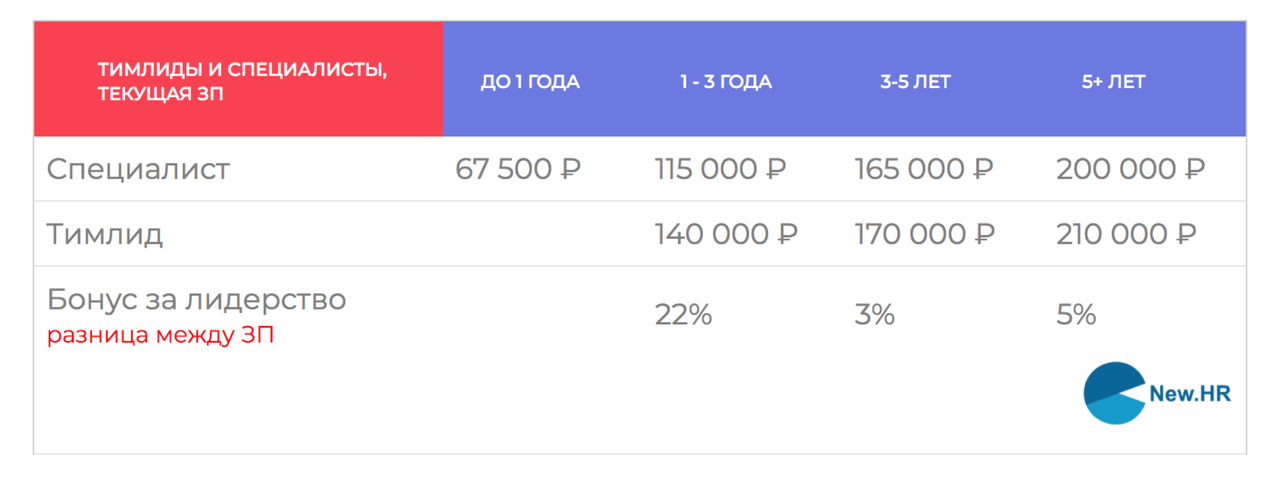 ТИМЛИДЫ И СПЕЦИАЛИСТЫ,
ТЕКУЩАЯ ЗП
ДО 1 ГОДА 1 - 3 ГОДА 3-5 ЛЕТ 5+ ЛЕТ
Специалист 67 500 ₽ 115 000 ₽ 165 000 ₽ 200 000 ₽
Тимлид 140 000 ₽ 170 000 ₽ 210 000 ₽
Бонус за лидерство 22% 3% 5%
разница между ЗП
New.HR